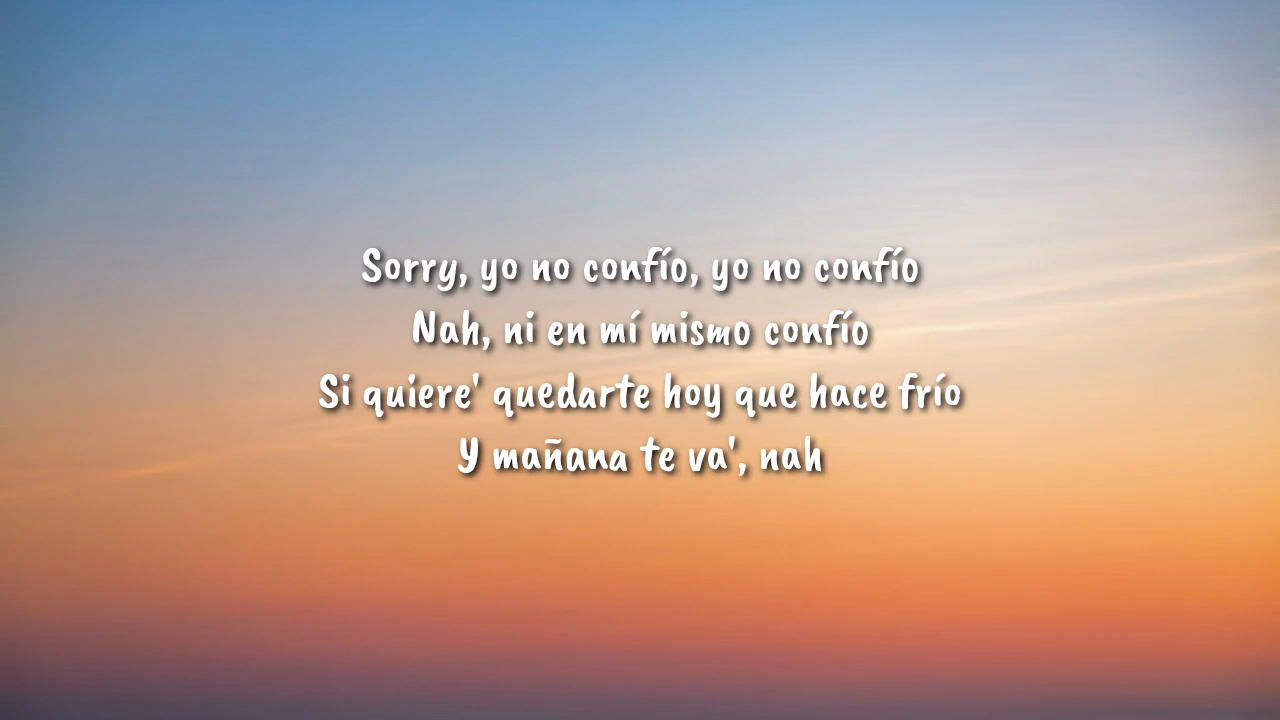 Sorry, yo no confío, yo no confío
Nah, ni en mí mismo confío
Si quiere' quedarte hoy que hace frío
Y mañana te va', nah